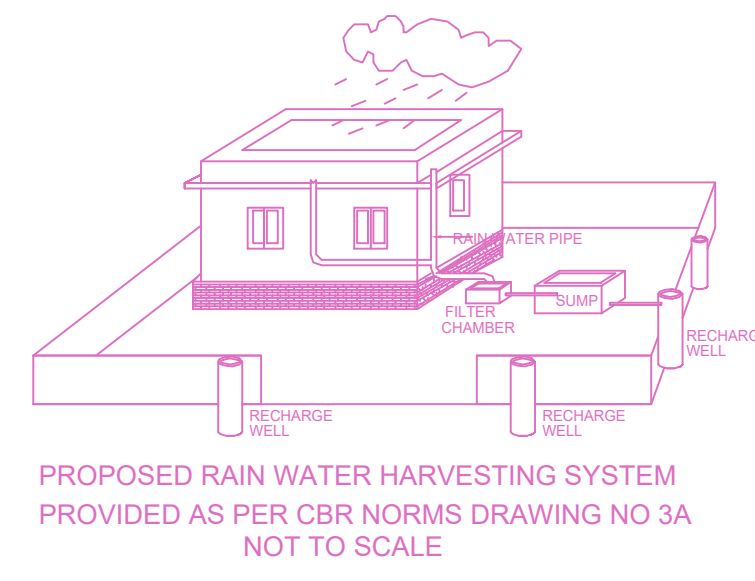 RAIN WATER PIPE
SUMP
FILTER
CHAMBER
RECHARG
WELL
RECHARGE
WELL
RECHARGE
WELL
PROPOSED RAIN WATER HARVESTING SYSTEM
PROVIDED AS PER CBR NORMS DRAWING NO 3A
NOT TO SCALE